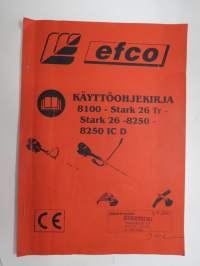 efco
KÄYTTÖOHJEKIRJA
8100 - Stark 26 Tr -
Stark 26 -8250 -
8250 IC D
CE